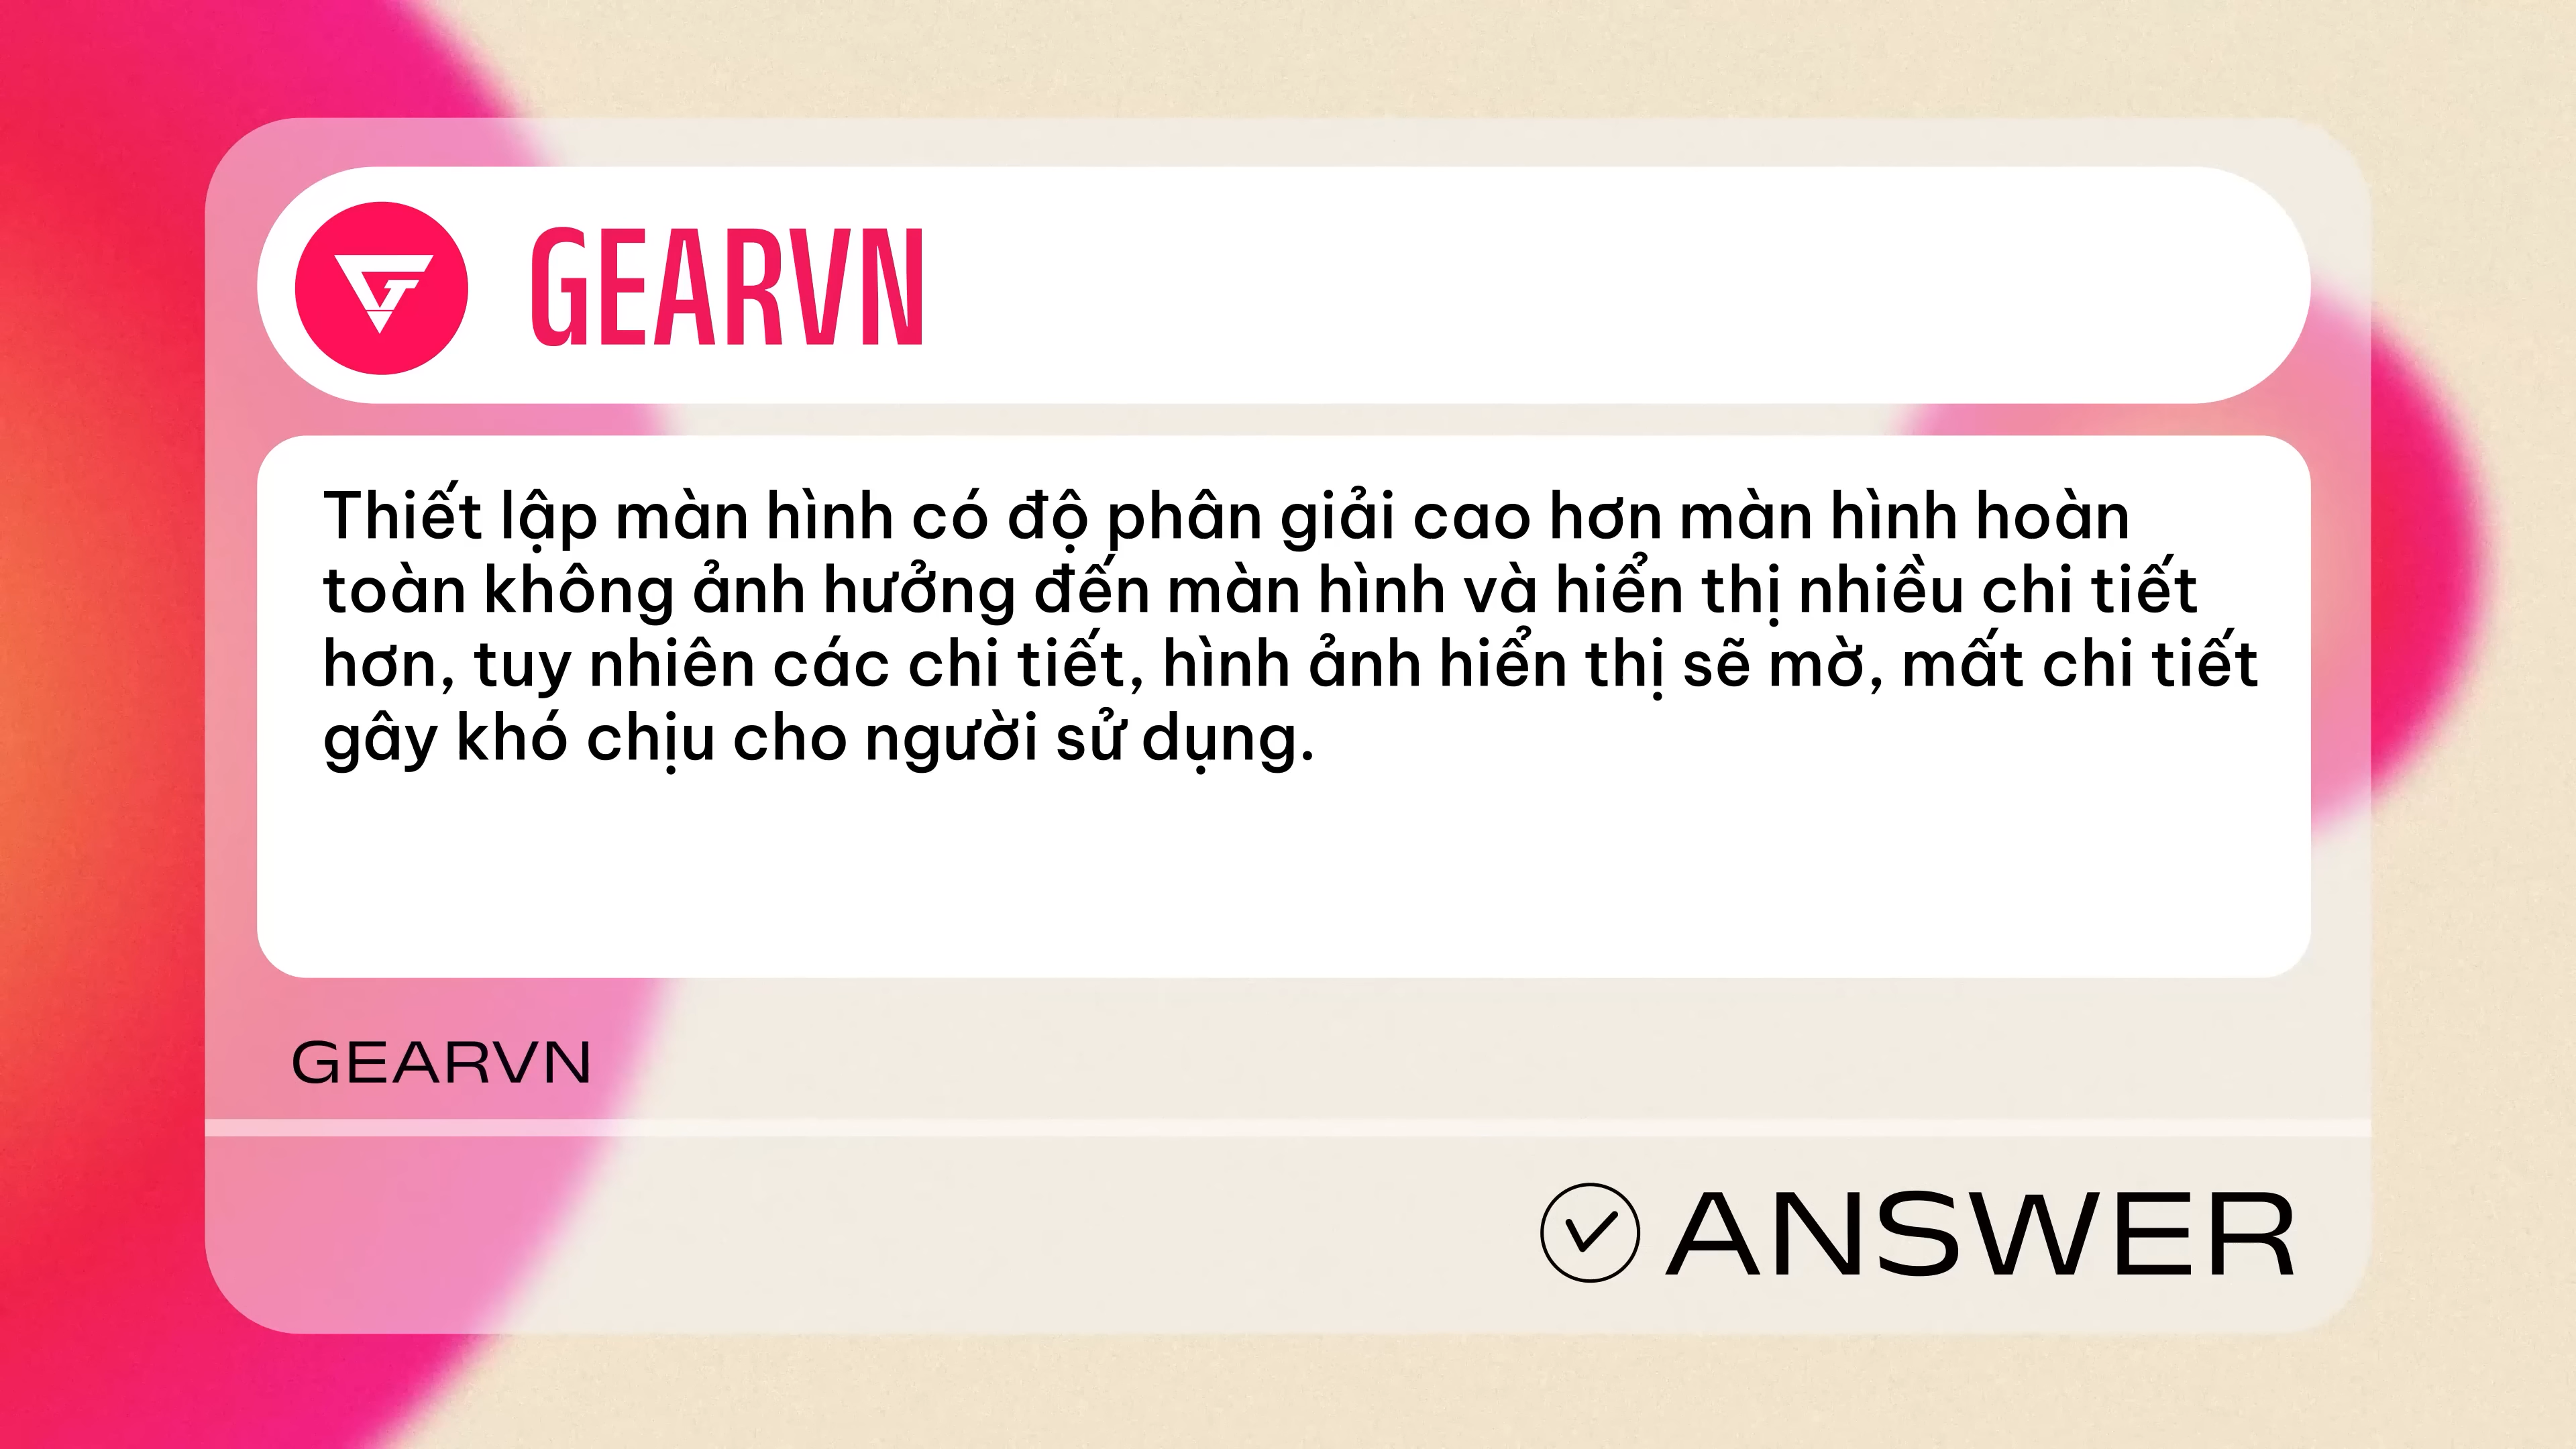 GEARVN
Thiết lập màn hình có độ phân giải cao hơn màn hình hoàn
toàn không ảnh hưởng đến màn hình và hiển thị nhiều chi tiết
hơn, tuy nhiên các chi tiết, hình ảnh hiển thị sẽ mờ, mất chi tiết
gây khó chịu cho người sử dụng.
GEARVN
ANSWER